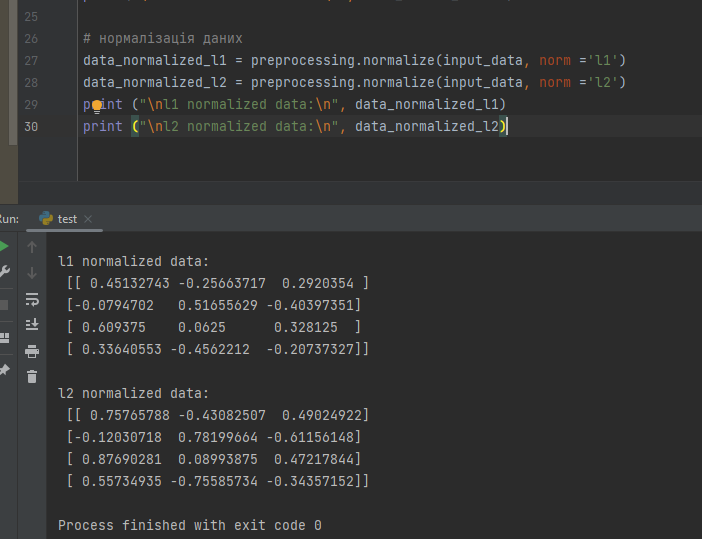 25
26 # нормалізація даних
27 data_normalized_l1 = preprocessing.normalize(input_data, norm ='l1')
28 data_normalized_l2 = preprocessing.normalize(input_data, norm ='l2')
29 print ("\nl1 normalized data:\n", data_normalized_l1)
30 print ("\nl2 normalized data:\n", data_normalized_l2)
Run: test ×
l1 normalized data:
[[ 0.45132743 -0.25663717  0.2920354 ]
[-0.0794702   0.51655629 -0.40397351]
[ 0.609375    0.0625      0.328125  ]
[ 0.33640553 -0.4562212  -0.20737327]]
l2 normalized data:
[[ 0.75765788 -0.43082507  0.49024922]
[-0.12030718  0.78199664 -0.61156148]
[ 0.87690281  0.08993875  0.47217844]
[ 0.55734935 -0.75585734 -0.34357152]]
Process finished with exit code 0